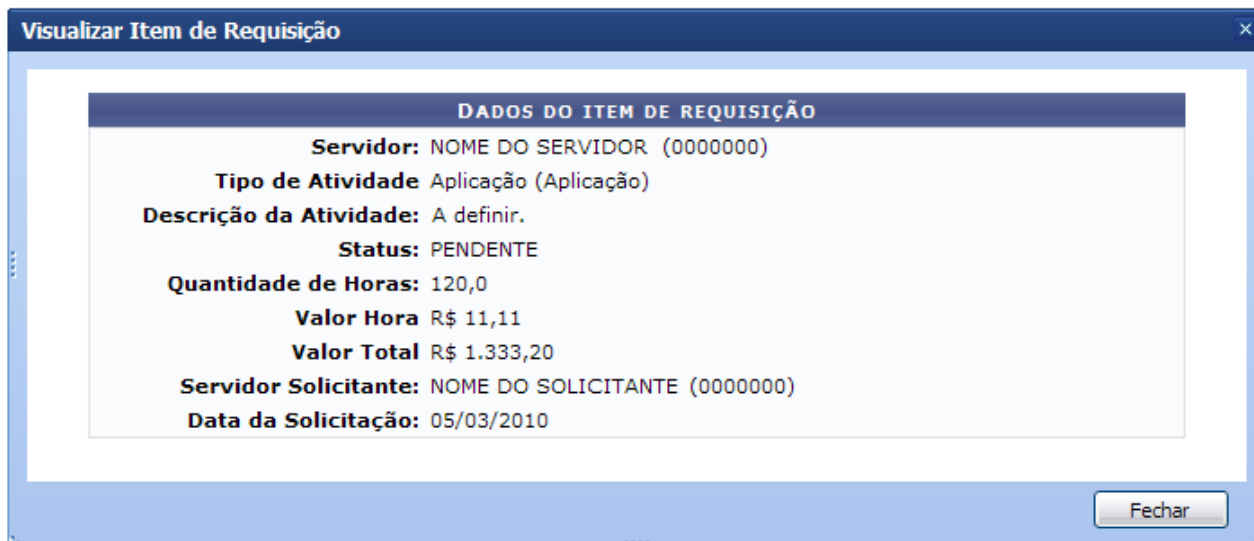 Visualizar Item de Requisição
DADOS DO ITEM DE REQUISIÇÃO
Servidor: NOME DO SERVIDOR (0000000)
Tipo de Atividade Aplicação (Aplicação)
Descrição da Atividade: A definir.
Status: PENDENTE
Quantidade de Horas: 120,0
Valor Hora R$ 11,11
Valor Total R$ 1.333,20
Servidor Solicitante: NOME DO SOLICITANTE (0000000)
Data da Solicitação: 05/03/2010
Fechar